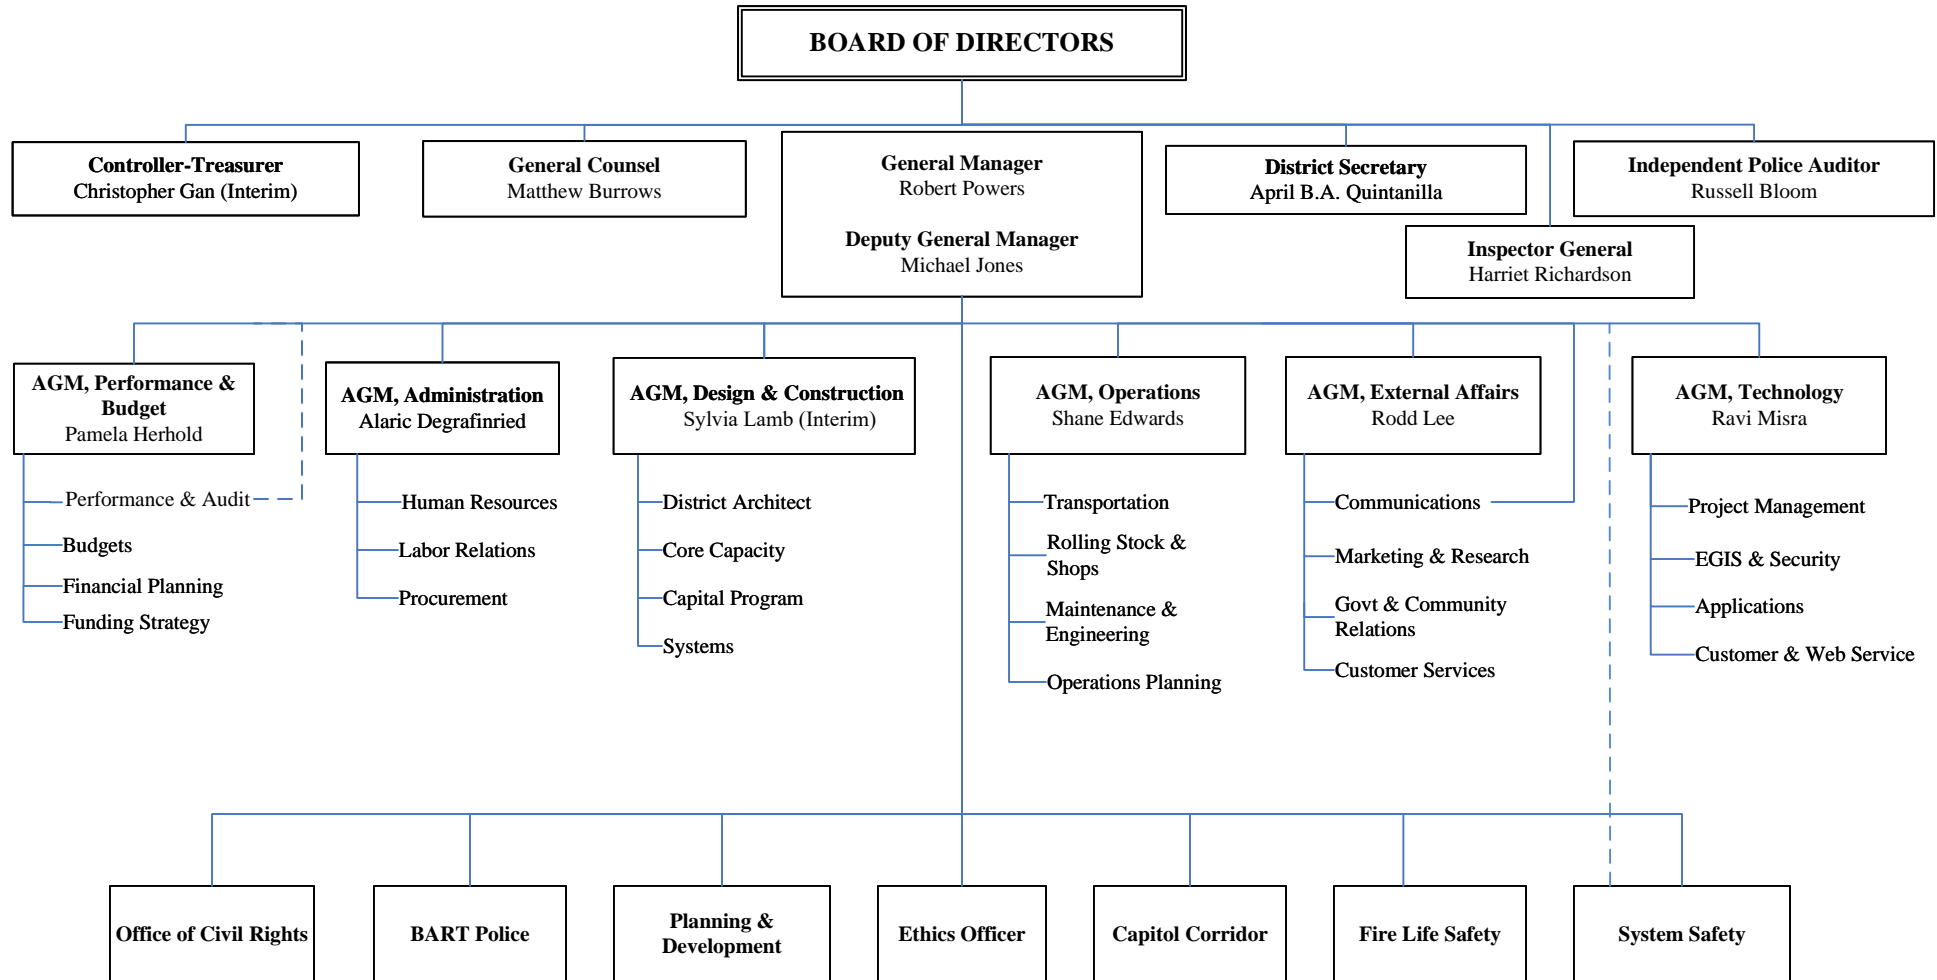 BOARD OF DIRECTORS
Controller-Treasurer
Christopher Gan (Interim)
General Counsel
Matthew Burrows
General Manager
Robert Powers
Deputy General Manager
Michael Jones
District Secretary
April B.A. Quintanilla
Independent Police Auditor
Russell Bloom
Inspector General
Harriet Richardson
AGM, Performance &
Budget
Pamela Herhold
Performance & Audit
Budgets
Financial Planning
Funding Strategy
AGM, Administration
Alaric Degrafinried
Human Resources
Labor Relations
Procurement
AGM, Design & Construction
Sylvia Lamb (Interim)
District Architect
Core Capacity
Capital Program
Systems
AGM, Operations
Shane Edwards
Transportation
Rolling Stock &
Shops
Maintenance &
Engineering
Operations Planning
AGM, External Affairs
Rodd Lee
Communications
Marketing & Research
Govt & Community
Relations
Customer Services
AGM, Technology
Ravi Misra
Project Management
EGIS & Security
Applications
Customer & Web Service
Office of Civil Rights
BART Police
Planning &
Development
Ethics Officer
Capitol Corridor
Fire Life Safety
System Safety